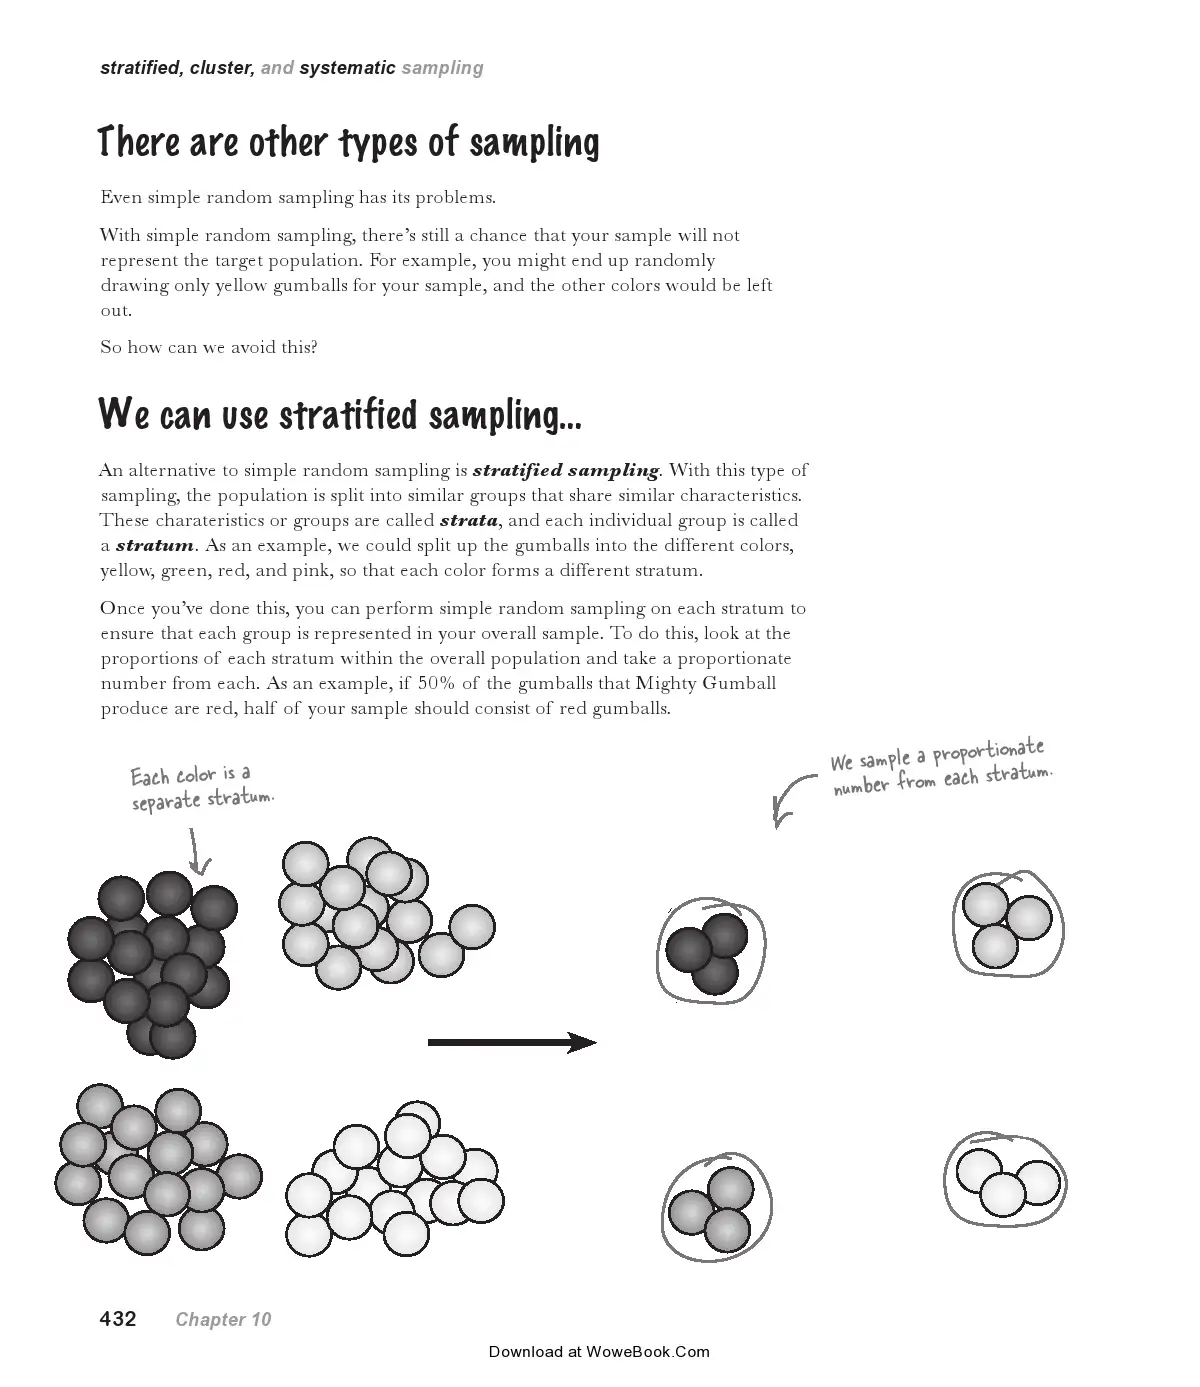 stratified, cluster, and systematic sampling
There are other types of sampling
Even simple random sampling has its problems.
With simple random sampling, there's still a chance that your sample will not
represent the target population. For example, you might end up randomly
drawing only yellow gumballs for your sample, and the other colors would be left
out.
So how can we avoid this?
We can use stratified sampling...
An alternative to simple random sampling is stratified sampling. With this type of
sampling, the population is split into similar groups that share similar characteristics.
These charateristics or groups are called strata, and each individual group is called
a stratum. As an example, we could split up the gumballs into the different colors,
yellow, green, red, and pink, so that each color forms a different stratum.
Once you've done this, you can perform simple random sampling on each stratum to
ensure that each group is represented in your overall sample. To do this, look at the
proportions of each stratum within the overall population and take a proportionate
number from each. As an example, if 50% of the gumballs that Mighty Gumball
produce are red, half of your sample should consist of red gumballs.
Each color is a
separate stratum.
We sample a proportionate
number from each stratum.
432 Chapter 10
Download at WoweBook.Com